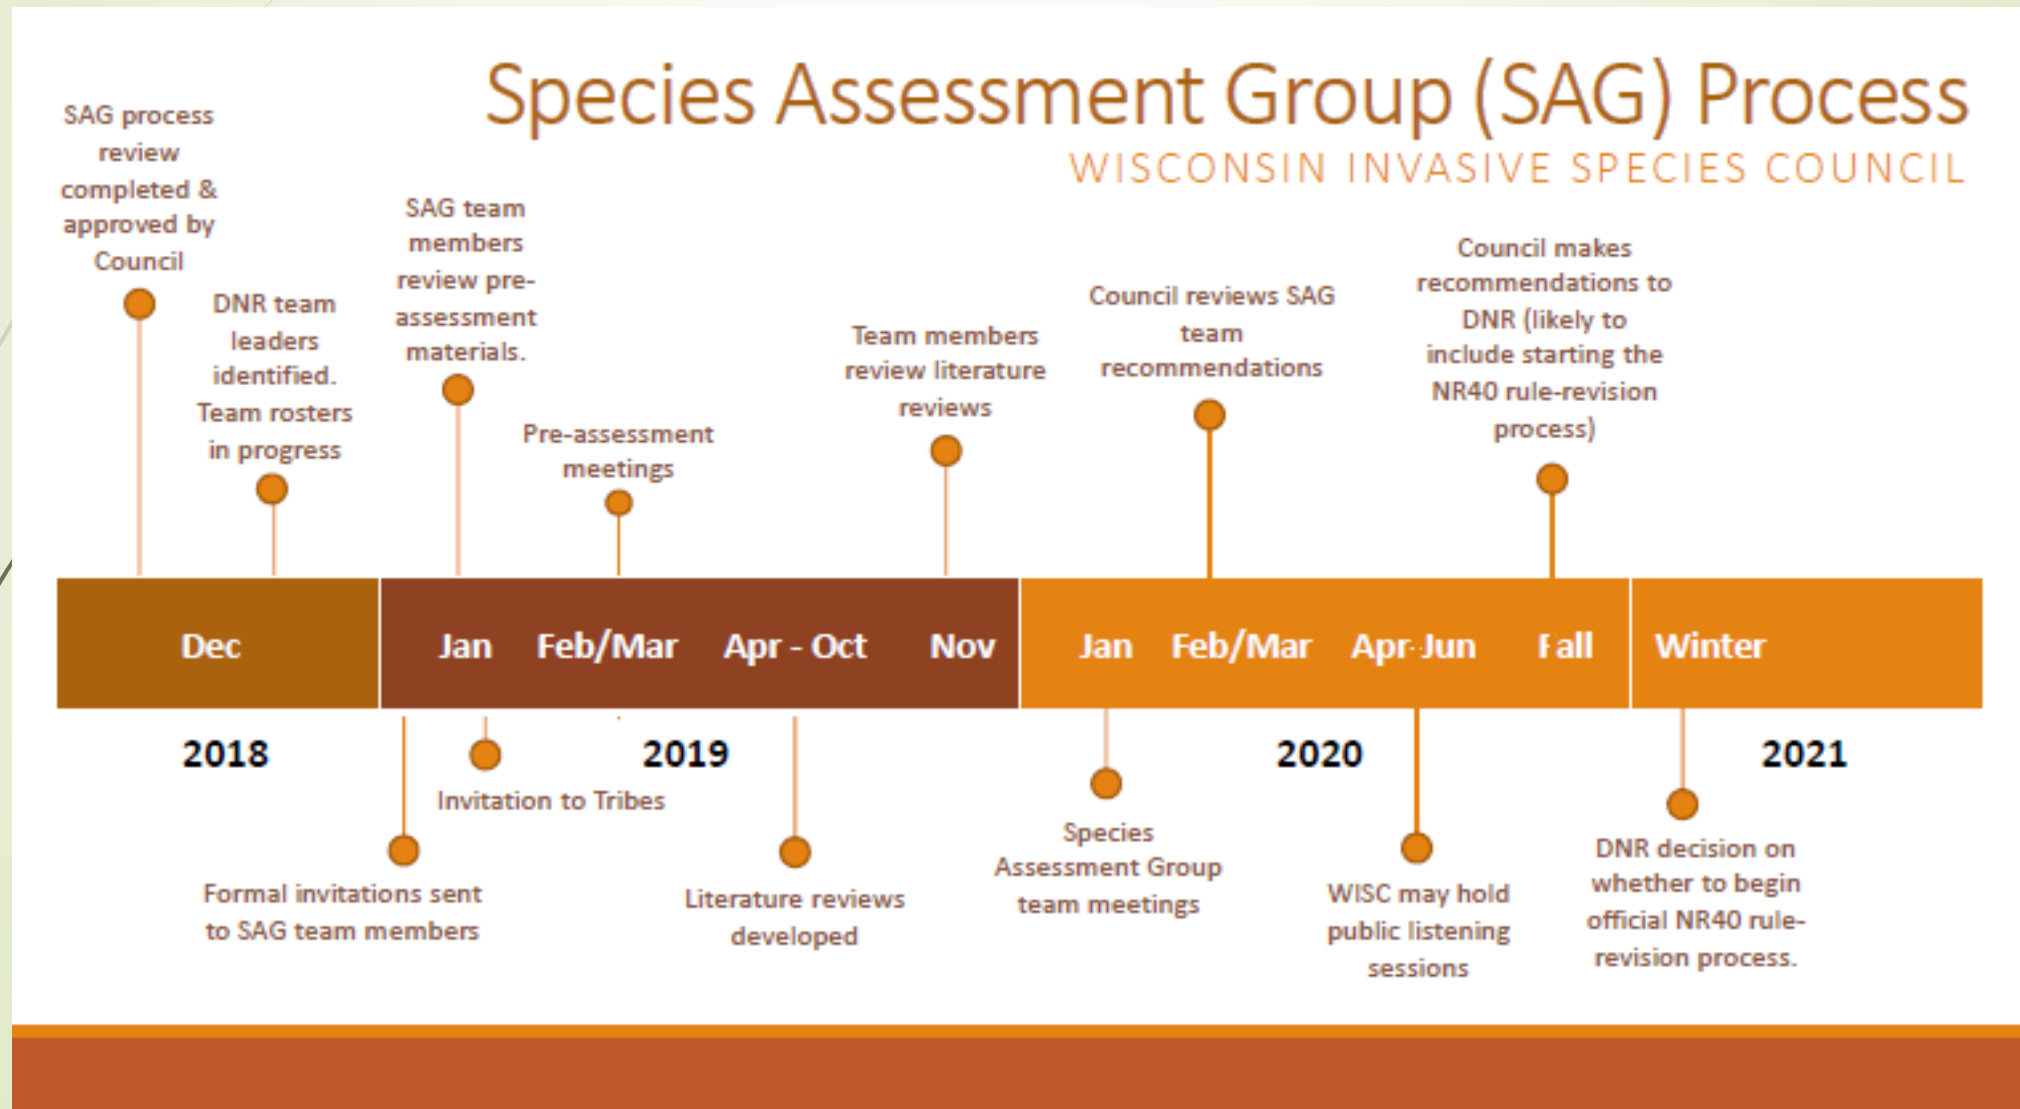 Species Assessment Group (SAG) Process
WISCONSIN INVASIVE SPECIES COUNCIL
SAG process
review
completed &
approved by
Council
DNR team
leaders
identified.
Team rosters
in progress
SAG team
members
review pre-
assessment
materials.
Pre-assessment
meetings
Team members
review literature
reviews
Council reviews SAG
team
recommendations
Council makes
recommendations to
DNR (likely to
include starting the
NR40 rule-revision
process)
Dec
Jan
Feb/Mar
Apr - Oct
Nov
Jan
Feb/Mar
Apr-Jun
Fall
Winter
2018
2019
2020
2021
Formal invitations sent
to SAG team members
Invitation to Tribes
Literature reviews
developed
Species
Assessment Group
team meetings
WISC may hold
public listening
sessions
DNR decision on
whether to begin
official NR40 rule-
revision process.